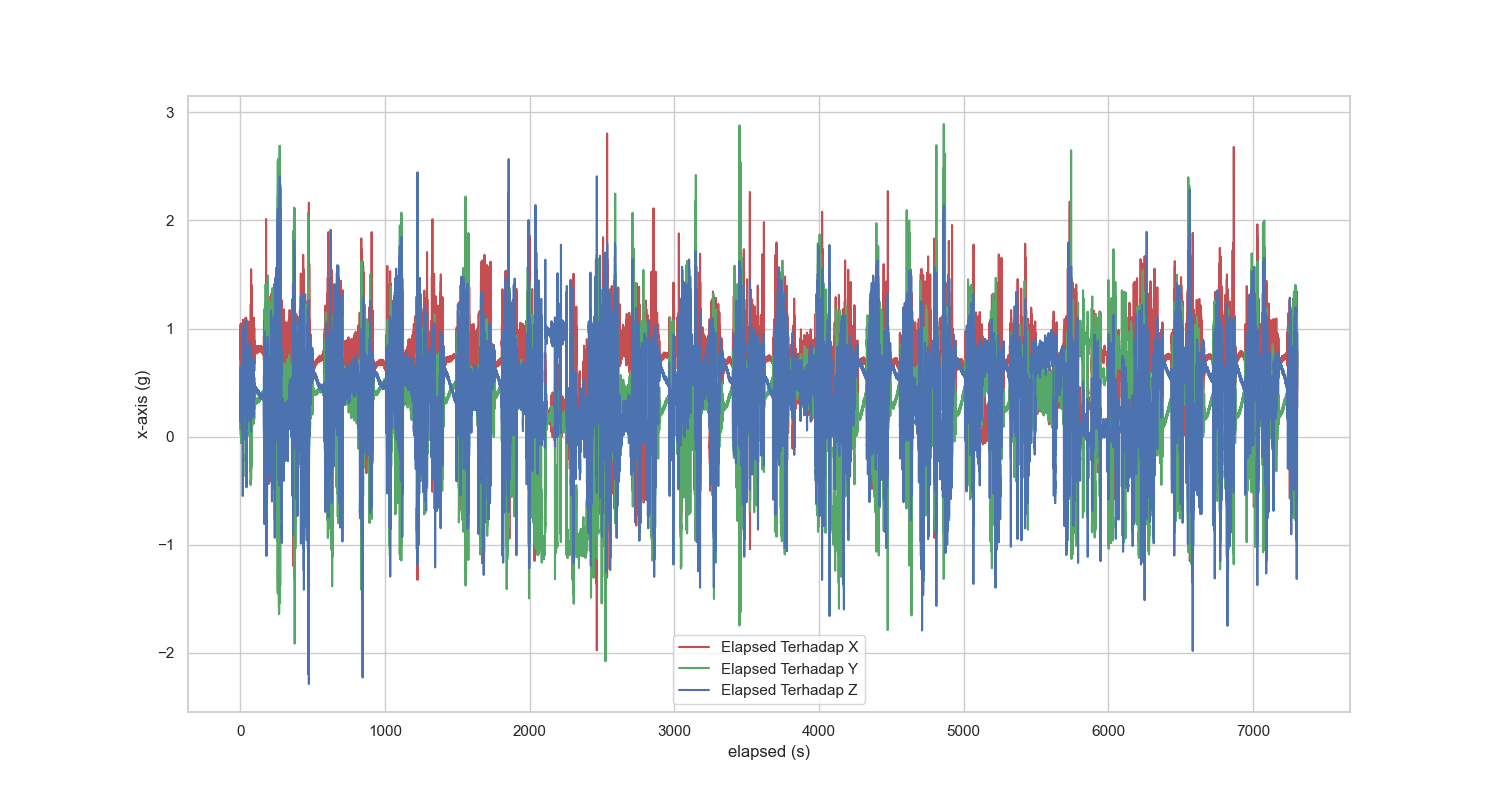 3
2
1
0
−1
−2
x-axis (g)
Elapsed Terhadap X
Elapsed Terhadap Y
Elapsed Terhadap Z
0 1000 2000 3000 4000 5000 6000 7000
elapsed (s)